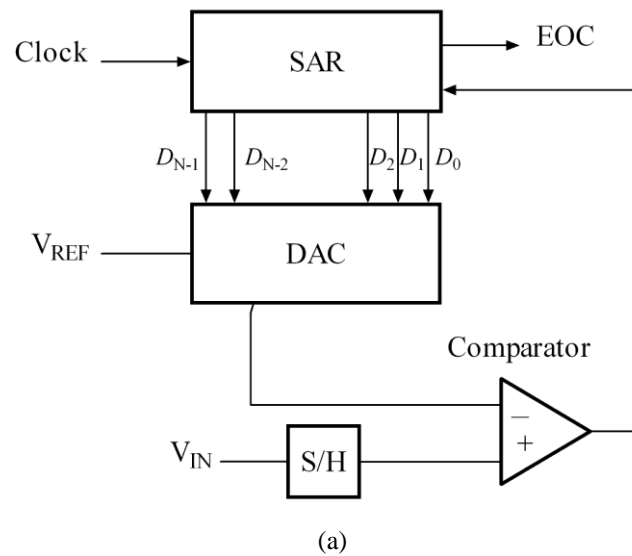 Clock
SAR
EOC
D_{N-1} D_{N-2} D_2 D_1 D_0
V_{REF}
DAC
Comparator
−
+
V_{IN}
S/H
(a)